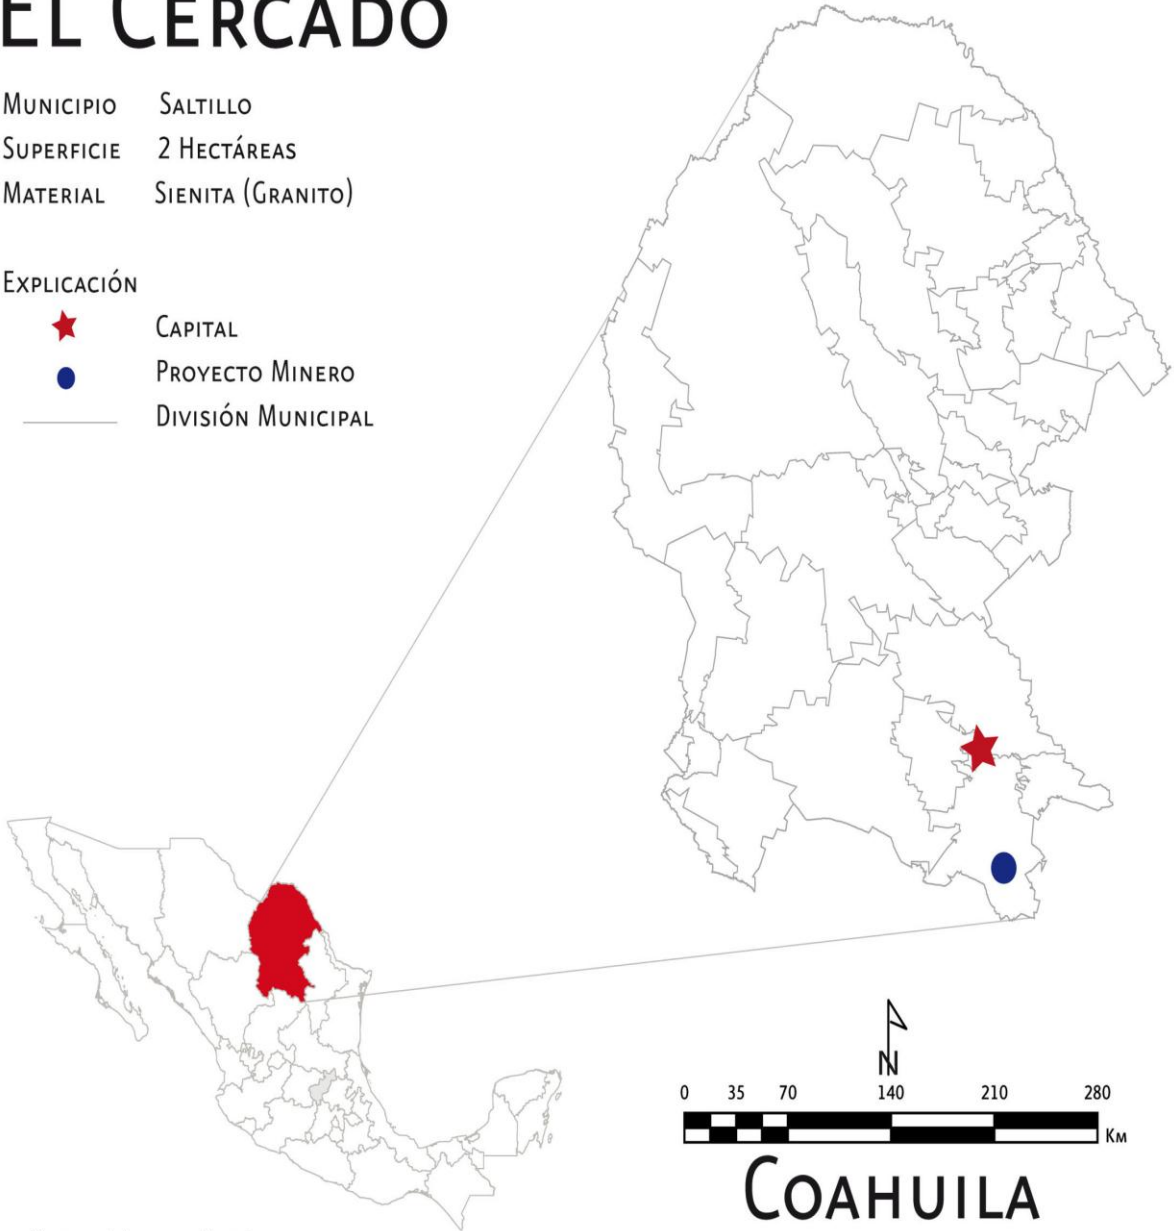 EL CERCADO
MUNICIPIO SALTILLO
SUPERFICIE 2 HECTÁREAS
MATERIAL SIENITA (GRANITO)
EXPLICACIÓN
CAPITAL
PROYECTO MINERO
DIVISIÓN MUNICIPAL
N
0 35 70 140 210 280
KM
COAHUILA